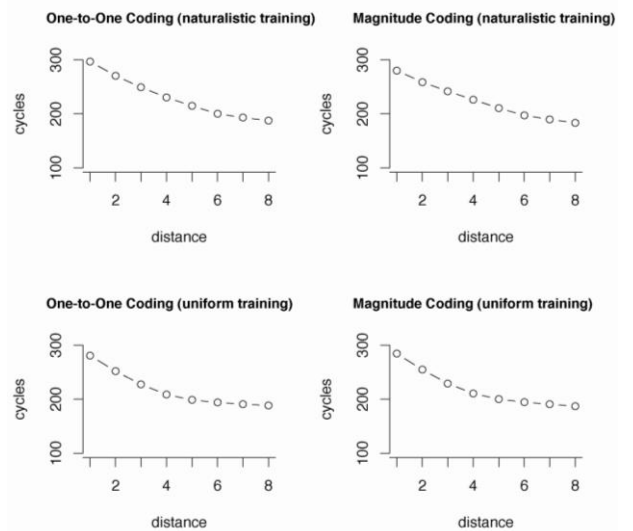 One-to-One Coding (naturalistic training)
cycles
300
200
100
2 4 6 8
distance
Magnitude Coding (naturalistic training)
cycles
300
200
100
2 4 6 8
distance
One-to-One Coding (uniform training)
cycles
300
200
100
2 4 6 8
distance
Magnitude Coding (uniform training)
cycles
300
200
100
2 4 6 8
distance